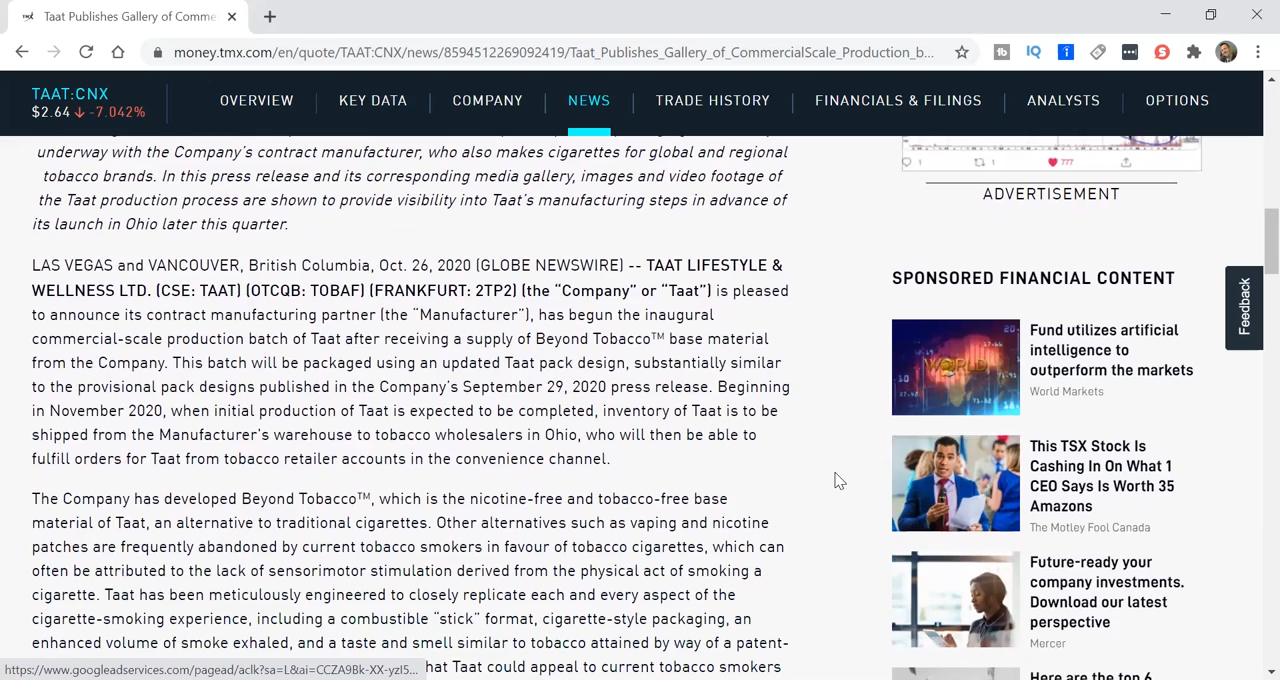 Taat Publishes Gallery of Comme
money.tmx.com/en/quote/TAAT:CNX/news/8594512269092419/Taat_Publishes_Gallery_of_CommercialScale_Production_b...
TAAT:CNX
$2.64 ↓ -7.042%
OVERVIEW
KEY DATA
COMPANY
NEWS
TRADE HISTORY
FINANCIALS & FILINGS
ANALYSTS
OPTIONS
underway with the Company's contract manufacturer, who also makes cigarettes for global and regional
tobacco brands. In this press release and its corresponding media gallery, images and video footage of
the Taat production process are shown to provide visibility into Taat's manufacturing steps in advance of
its launch in Ohio later this quarter.
LAS VEGAS and VANCOUVER, British Columbia, Oct. 26, 2020 (GLOBE NEWSWIRE) -- TAAT LIFESTYLE &
WELLNESS LTD. (CSE: TAAT) (OTCQB: TOBAF) (FRANKFURT: 2TP2) (the “Company” or “Taat”) is pleased
to announce its contract manufacturing partner (the “Manufacturer”), has begun the inaugural
commercial-scale production batch of Taat after receiving a supply of Beyond Tobacco™ base material
from the Company. This batch will be packaged using an updated Taat pack design, substantially similar
to the provisional pack designs published in the Company's September 29, 2020 press release. Beginning
in November 2020, when initial production of Taat is expected to be completed, inventory of Taat is to be
shipped from the Manufacturer's warehouse to tobacco wholesalers in Ohio, who will then be able to
fulfill orders for Taat from tobacco retailer accounts in the convenience channel.
The Company has developed Beyond Tobacco™, which is the nicotine-free and tobacco-free base
material of Taat, an alternative to traditional cigarettes. Other alternatives such as vaping and nicotine
patches are frequently abandoned by current tobacco smokers in favour of tobacco cigarettes, which can
often be attributed to the lack of sensorimotor stimulation derived from the physical act of smoking a
cigarette. Taat has been meticulously engineered to closely replicate each and every aspect of the
cigarette-smoking experience, including a combustible “stick” format, cigarette-style packaging, an
enhanced volume of smoke exhaled, and a taste and smell similar to tobacco attained by way of a patent-
hat Taat could appeal to current tobacco smokers
https://www.googleadservices.com/pagead/aclk?sa=L&ai=CCZA9Bk-XX-yzI5...
1
1
777
ADVERTISEMENT
SPONSORED FINANCIAL CONTENT
WORLD
Fund utilizes artificial
intelligence to
outperform the markets
World Markets
This TSX Stock Is
Cashing In On What 1
CEO Says Is Worth 35
Amazons
The Motley Fool Canada
Future-ready your
company investments.
Download our latest
perspective
Mercer
Here are the top 6
Feedback